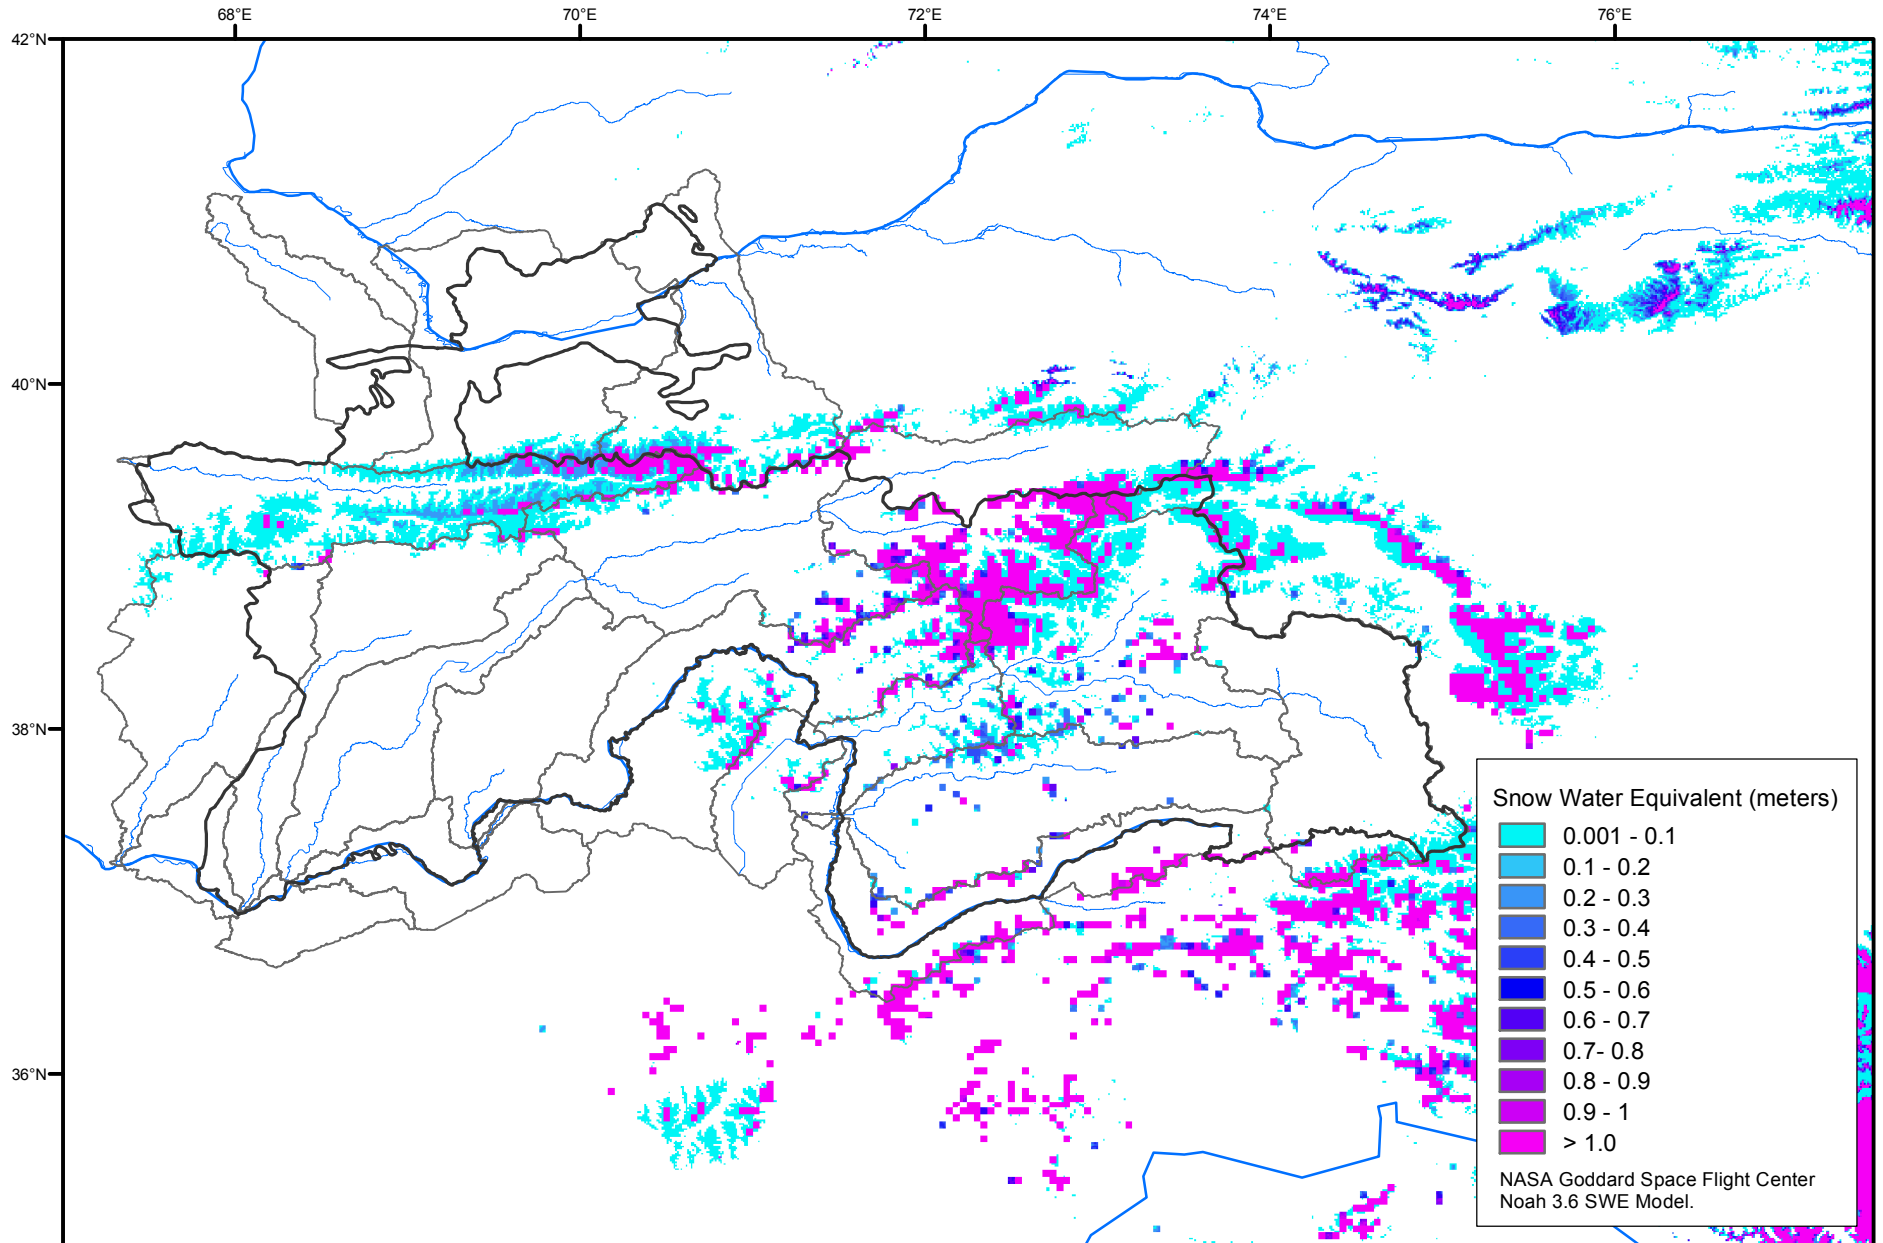 68°E
70°E
72°E
74°E
76°E
42°N
40°N
38°N
36°N
Snow Water Equivalent (meters)
0.001 - 0.1
0.1 - 0.2
0.2 - 0.3
0.3 - 0.4
0.4 - 0.5
0.5 - 0.6
0.6 - 0.7
0.7- 0.8
0.8 - 0.9
0.9 - 1
> 1.0
NASA Goddard Space Flight Center
Noah 3.6 SWE Model.